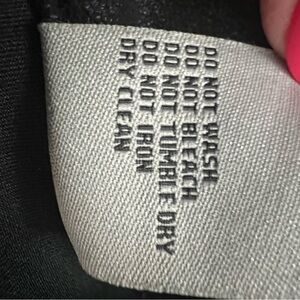 DO NOT WASH
DO NOT BLEACH
DO NOT TUMBLE DRY
DO NOT IRON
DRY CLEAN